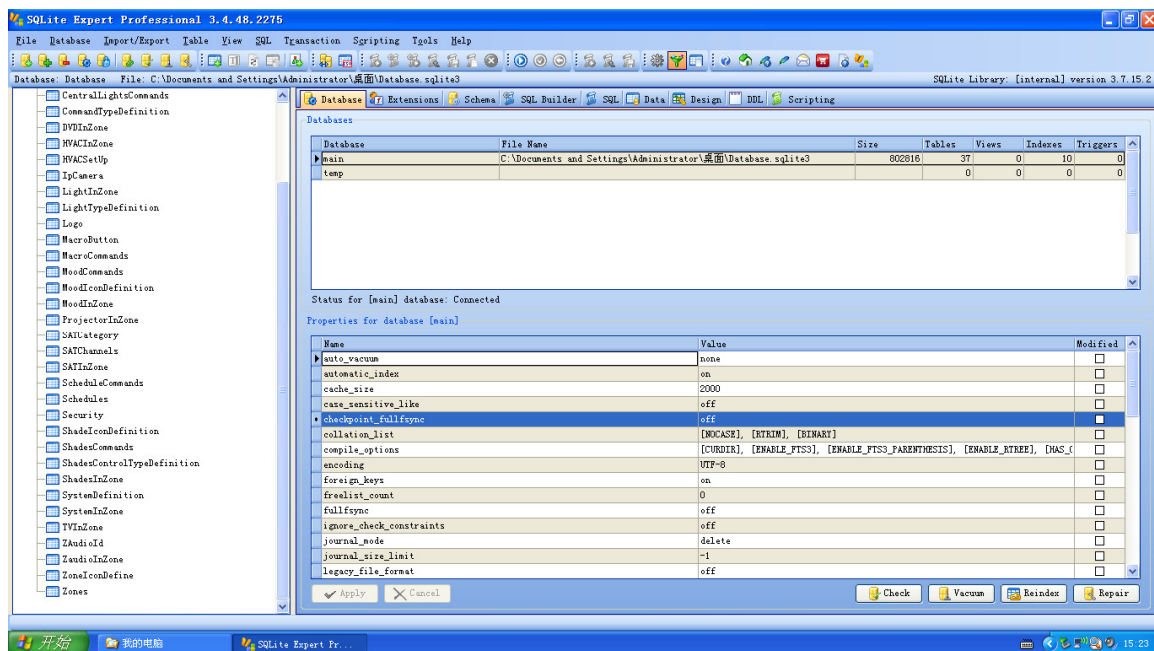 SQLite Expert Professional 3.4.48.2275
File Database Import/Export Table View SQL Transaction Scripting Tools Help
Database: Database File: C:\Documents and Settings\Administrator\桌面\Database.sqlite3 SQLite Library: [internal] version 3.7.15.2
CentralLightsCommands
CommandTypeDefinition
DVDInZone
HVACInZone
HVACSetUp
IpCamera
LightInZone
LightTypeDefinition
Logo
MacroButton
MacroCommands
MoodCommands
MoodIconDefinition
MoodInZone
ProjectorInZone
SATCategory
SATChannels
SATInZone
ScheduleCommands
Schedules
Security
ShadeIconDefinition
ShadesCommands
ShadesControlTypeDefinition
ShadesInZone
SystemDefinition
SystemInZone
TVInZone
ZAudioId
ZaudioInZone
ZoneIconDefine
Zones
Database Extensions Schema SQL Builder SQL Data Design DDL Scripting
Databases
Database File Name Size Tables Views Indexes Triggers
main C:\Documents and Settings\Administrator\桌面\Database.sqlite3 802816 37 0 10 0
temp 0 0 0 0
Status for [main] database: Connected
Properties for database [main]
Name Value Modified
auto_vacuum none
automatic_index on
cache_size 2000
case_sensitive_like off
checkpoint_fullfsync off
collation_list [NOCASE], [RTRIM], [BINARY]
compile_options [CURDIR], [ENABLE_FTS3], [ENABLE_FTS3_PARENTHESIS], [ENABLE_RTREE], [HAS_C
encoding UTF-8
foreign_keys on
freelist_count 0
fullfsync off
ignore_check_constraints off
journal_mode delete
journal_size_limit -1
legacy_file_format off
Apply Cancel Check Vacuum Reindex Repair
开始 我的电脑 SQLite Expert Pr... 15:23